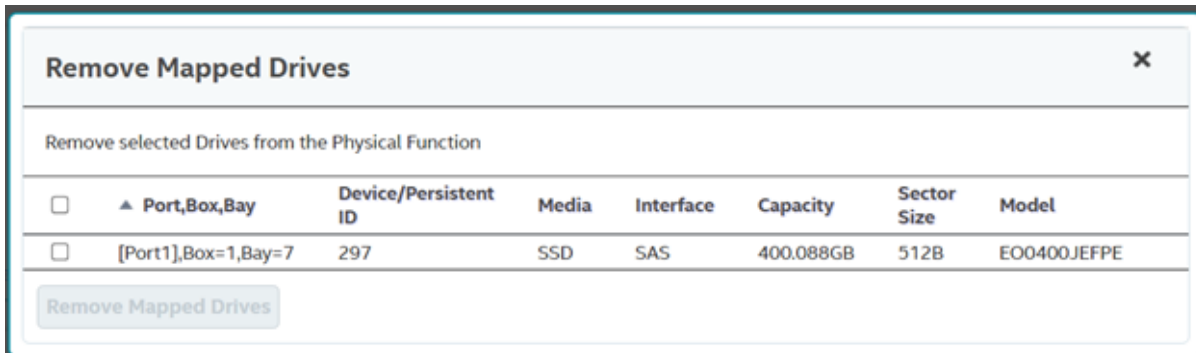 Remove Mapped Drives
Remove selected Drives from the Physical Function
Port,Box,Bay Device/Persistent ID Media Interface Capacity Sector Size Model
[Port1],Box=1,Bay=7 297 SSD SAS 400.088GB 512B EO0400JEFPE
Remove Mapped Drives